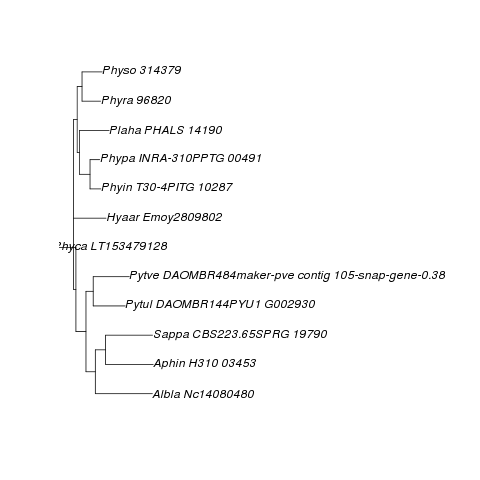 Physo 314379
Phyra 96820
Plaha PHALS 14190
Phypa INRA-310PPTG 00491
Phyin T30-4PITG 10287
Hyaar Emoy2809802
Phyca LT153479128
Pytve DAOMBR484maker-pve contig 105-snap-gene-0.38
Pytul DAOMBR144PYU1 G002930
Sappa CBS223.65SPRG 19790
Aphin H310 03453
Albla Nc14080480